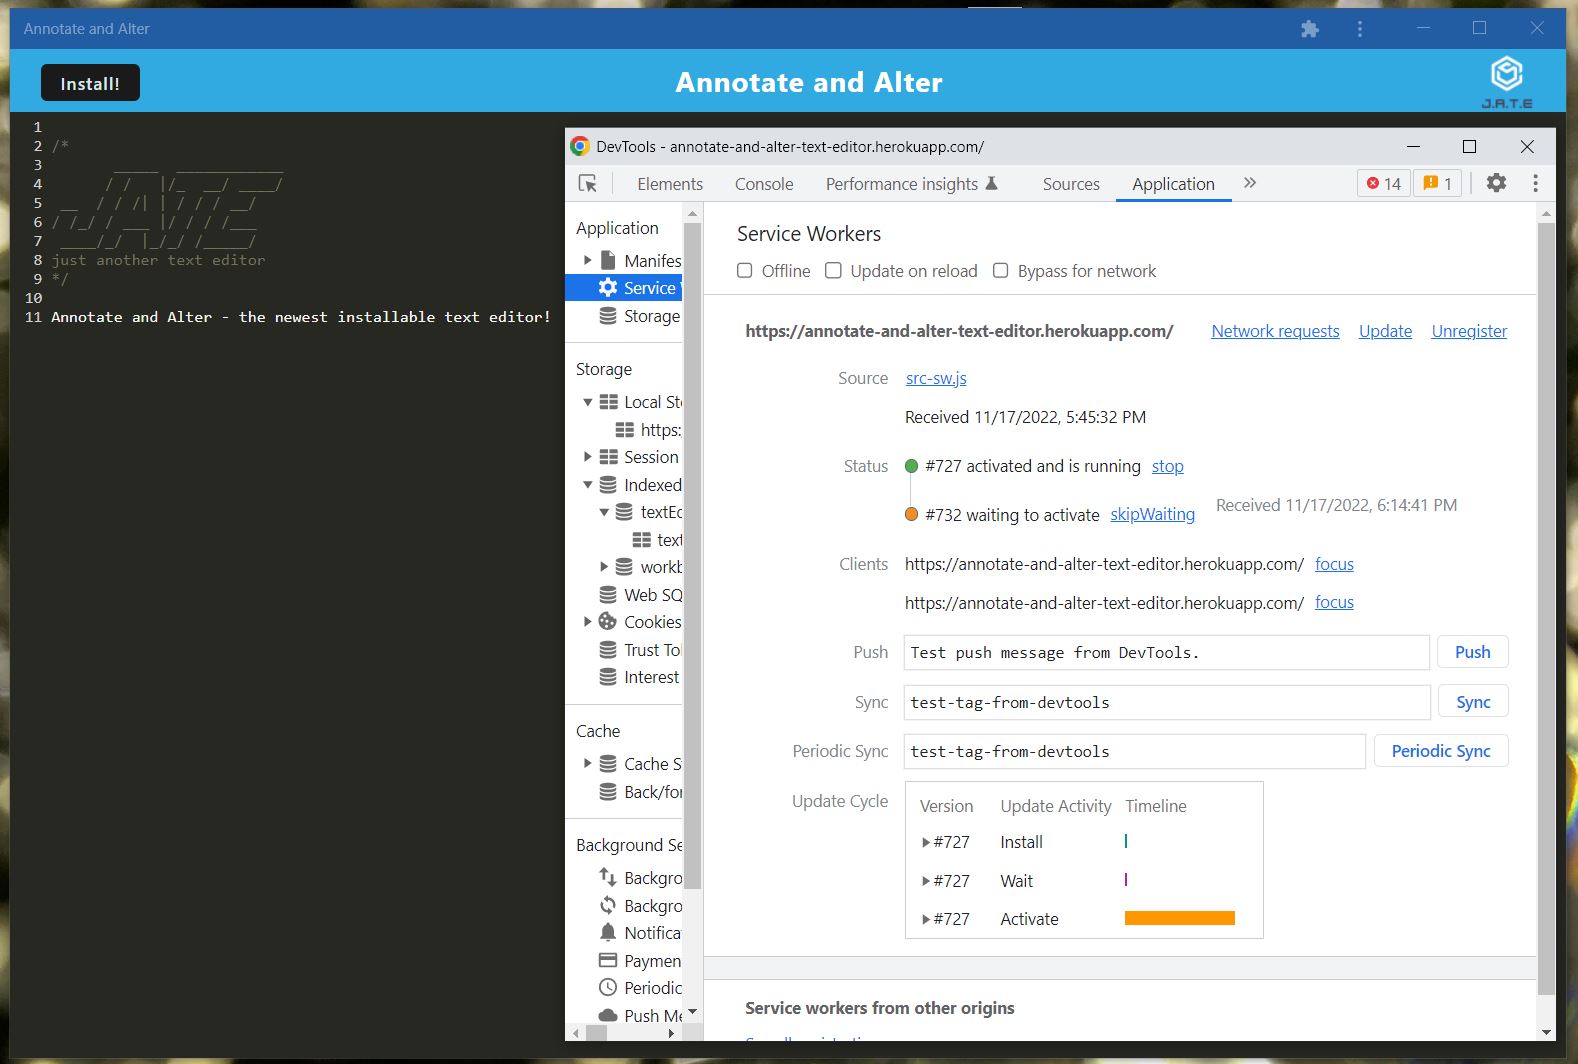 Annotate and Alter
Install!
Annotate and Alter
J.A.T.E
1
2 /*
3
4
5
6
7
8 just another text editor
9 */
10
11 Annotate and Alter - the newest installable text editor!
DevTools - annotate-and-alter-text-editor.herokuapp.com/
Elements Console Performance insights Sources Application » 14 1
Application
Manifes
Service
Storage
Storage
Local Sto
https:
Session
Indexed
textEd
text
workb
Web SQ
Cookies
Trust To
Interest
Cache
Cache S
Back/for
Background Se
Backgro
Backgro
Notifica
Paymen
Periodic
Push Me
Service Workers
Offline Update on reload Bypass for network
https://annotate-and-alter-text-editor.herokuapp.com/ Network requests Update Unregister
Source src-sw.js
Received 11/17/2022, 5:45:32 PM
Status #727 activated and is running stop
#732 waiting to activate skipWaiting Received 11/17/2022, 6:14:41 PM
Clients https://annotate-and-alter-text-editor.herokuapp.com/ focus
https://annotate-and-alter-text-editor.herokuapp.com/ focus
Push Test push message from DevTools. Push
Sync test-tag-from-devtools Sync
Periodic Sync test-tag-from-devtools Periodic Sync
Update Cycle Version Update Activity Timeline
#727 Install
#727 Wait
#727 Activate
Service workers from other origins